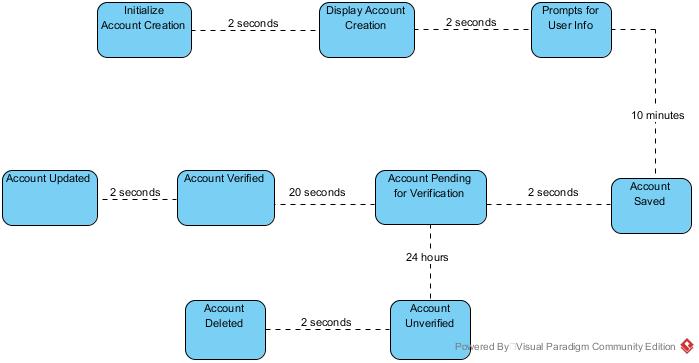 Initialize
Account Creation
2 seconds
Display Account
Creation
2 seconds
Prompts for
User Info
10 minutes
Account Updated
2 seconds
Account Verified
20 seconds
Account Pending
for Verification
2 seconds
Account
Saved
24 hours
Account
Deleted
2 seconds
Account
Unverified
Powered By Visual Paradigm Community Edition